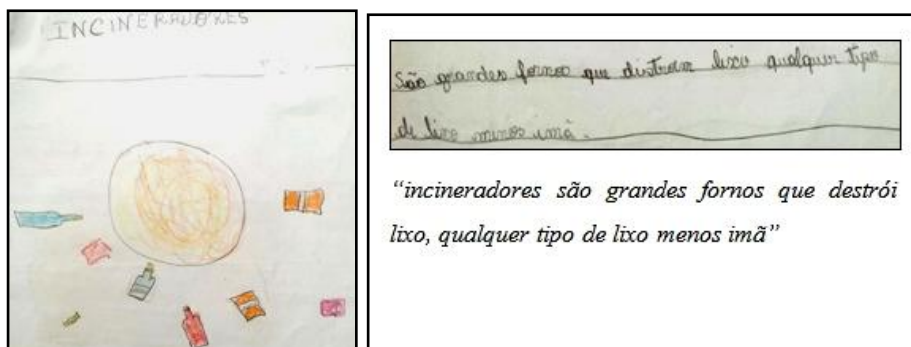 INCINERADORES
São grandes fornos que distroem lixo qualquer tipo
de lixo minos imã.
“incineradores são grandes fornos que destrói
lixo, qualquer tipo de lixo menos imã”